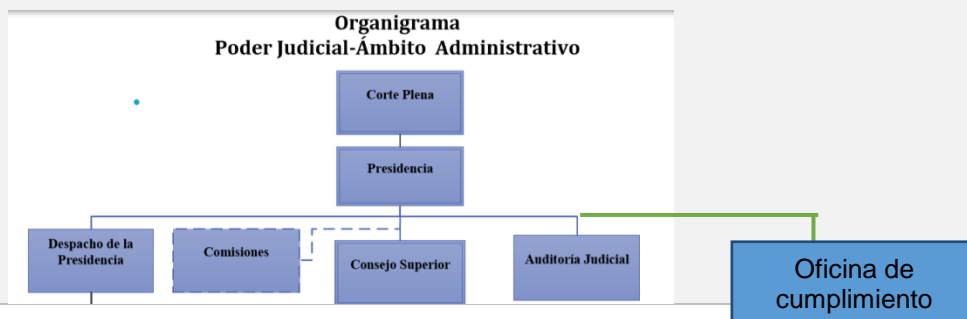 Organigrama
Poder Judicial-Ámbito Administrativo
Corte Plena
Presidencia
Despacho de la
Presidencia
Comisiones
Consejo Superior
Auditoría Judicial
Oficina de
cumplimiento